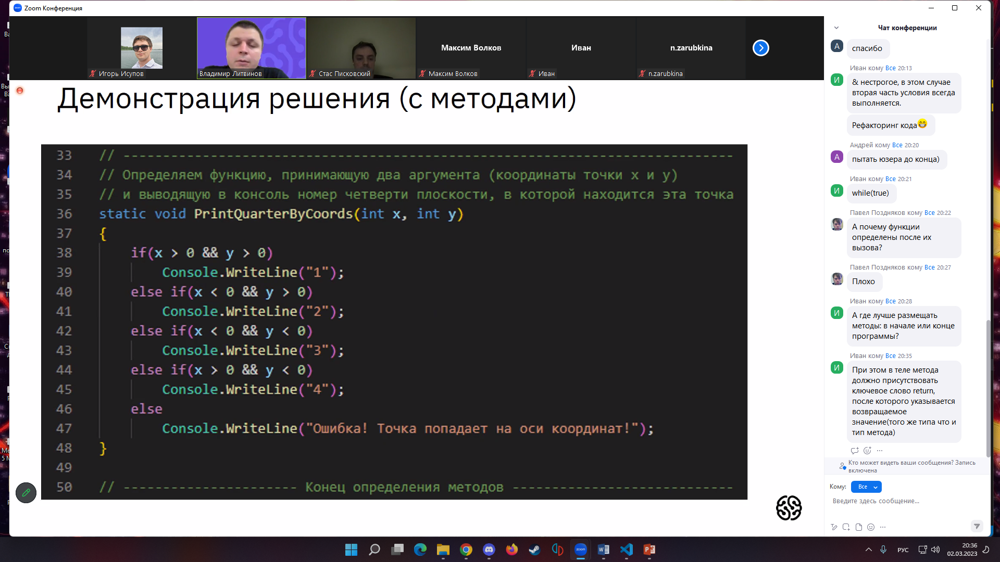 Zoom Конференция
Игорь Исупов
Владимир Литвинов
Стас Писковский
Максим Волков
Максим Волков
Иван
Иван
n.zarubkina
n.zarubkina
Демонстрация решения (с методами)
33 // -----------------------------------------------------------------------------
34 // Определяем функцию, принимающую два аргумента (координаты точки x и y)
35 // и выводящую в консоль номер четверти плоскости, в которой находится эта точка
36 static void PrintQuarterByCoords(int x, int y)
37 {
38 if(x > 0 && y > 0)
39 Console.WriteLine("1");
40 else if(x < 0 && y > 0)
41 Console.WriteLine("2");
42 else if(x < 0 && y < 0)
43 Console.WriteLine("3");
44 else if(x > 0 && y < 0)
45 Console.WriteLine("4");
46 else
47 Console.WriteLine("Ошибка! Точка попадает на оси координат!");
48 }
49
50 // ---------------------- Конец определения методов ----------------------------
Чат конференции
А
спасибо
Иван кому Все 20:13
И
& нестрогое, в этом случае
вторая часть условия всегда
выполняется.
Рефакторинг кода😁
Андрей кому Все 20:20
А
пытать юзера до конца)
Иван кому Все 20:21
И
while(true)
Павел Поздняков кому Все 20:22
А почему функции
определены после их
вызова?
Павел Поздняков кому Все 20:27
Плохо
Иван кому Все 20:28
И
А где лучше размещать
методы: в начале или конце
программы?
Иван кому Все 20:35
И
При этом в теле метода
должно присутствовать
ключевое слово return,
после которого указывается
возвращаемое
значение(того же типа что и
тип метода)
Кто может видеть ваши сообщения? Запись
включена
Кому: Все
Введите здесь сообщение...
zoom
РУС
20:36
02.03.2023